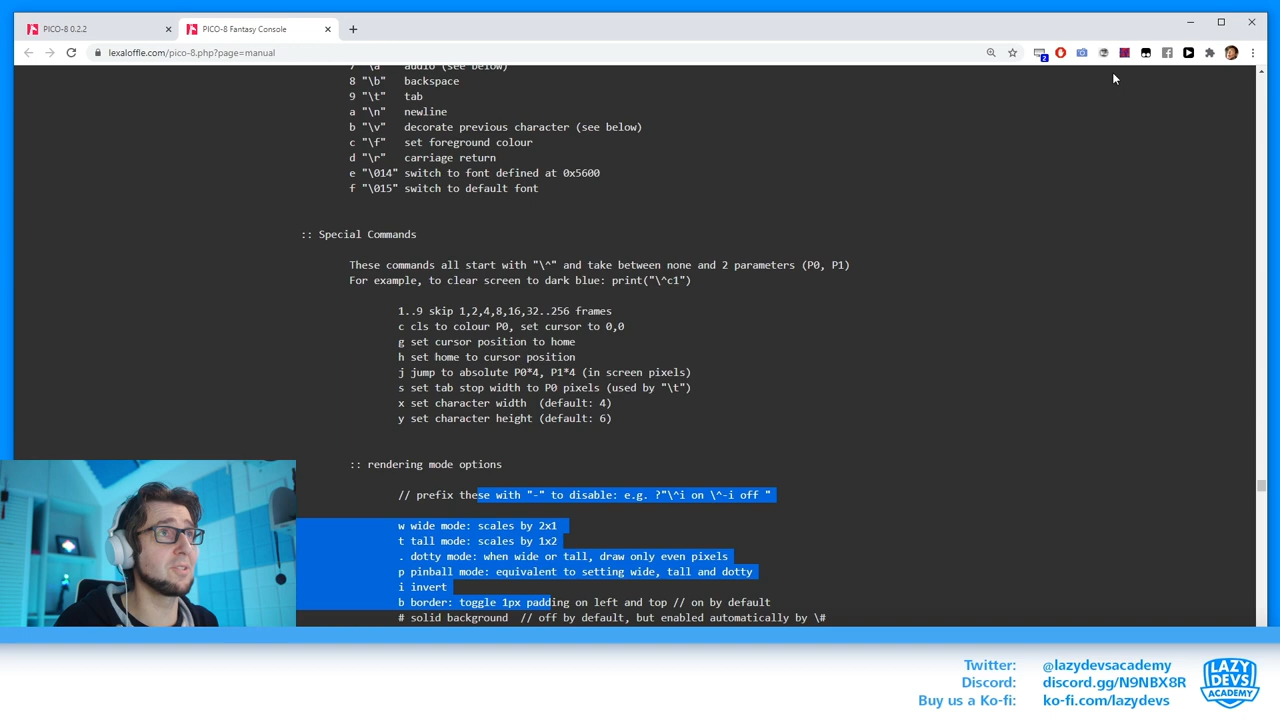 PICO-8 0.2.2
PICO-8 Fantasy Console
lexaloffle.com/pico-8.php?page=manual
2
7 "\a" audio (see below)
8 "\b" backspace
9 "\t" tab
a "\n" newline
b "\v" decorate previous character (see below)
c "\f" set foreground colour
d "\r" carriage return
e "\014" switch to font defined at 0x5600
f "\015" switch to default font
:: Special Commands
These commands all start with "\^" and take between none and 2 parameters (P0, P1)
For example, to clear screen to dark blue: print("\^c1")
1..9 skip 1,2,4,8,16,32..256 frames
c cls to colour P0, set cursor to 0,0
g set cursor position to home
h set home to cursor position
j jump to absolute P0*4, P1*4 (in screen pixels)
s set tab stop width to P0 pixels (used by "\t")
x set character width (default: 4)
y set character height (default: 6)
:: rendering mode options
// prefix these with "-" to disable: e.g. ?"\^i on \^-i off "
w wide mode: scales by 2x1
t tall mode: scales by 1x2
. dotty mode: when wide or tall, draw only even pixels
p pinball mode: equivalent to setting wide, tall and dotty
i invert
b border: toggle 1px padding on left and top // on by default
# solid background // off by default, but enabled automatically by \#
Twitter: @lazydevsacademy
Discord: discord.gg/N9NBX8R
Buy us a Ko-fi: ko-fi.com/lazydevs
LAZY
DEVS
ACADEMY